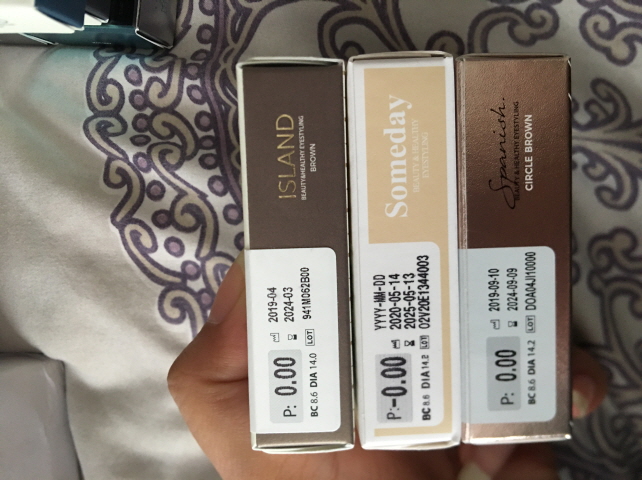 ISLAND
BEAUTY&HEALTHY EYESTYLING
BROWN
P: 0.00
2019-04
2024-03
LOT 941M062B00
BC 8.6 DIA 14.0
Someday
BEAUTY & HEALTHY
EYESTYLING
YYYY-MM-DD
P:-0.00
2020-05-14
2025-05-13
BC 8.6 DIA 14.2 LOT 02V20E1344003
Spanish
BEAUTY & HEALTHY EYESTYLING
CIRCLE BROWN
P: 0.00
2019-09-10
2024-09-09
BC 8.6 DIA 14.2 LOT DOA04JI10000